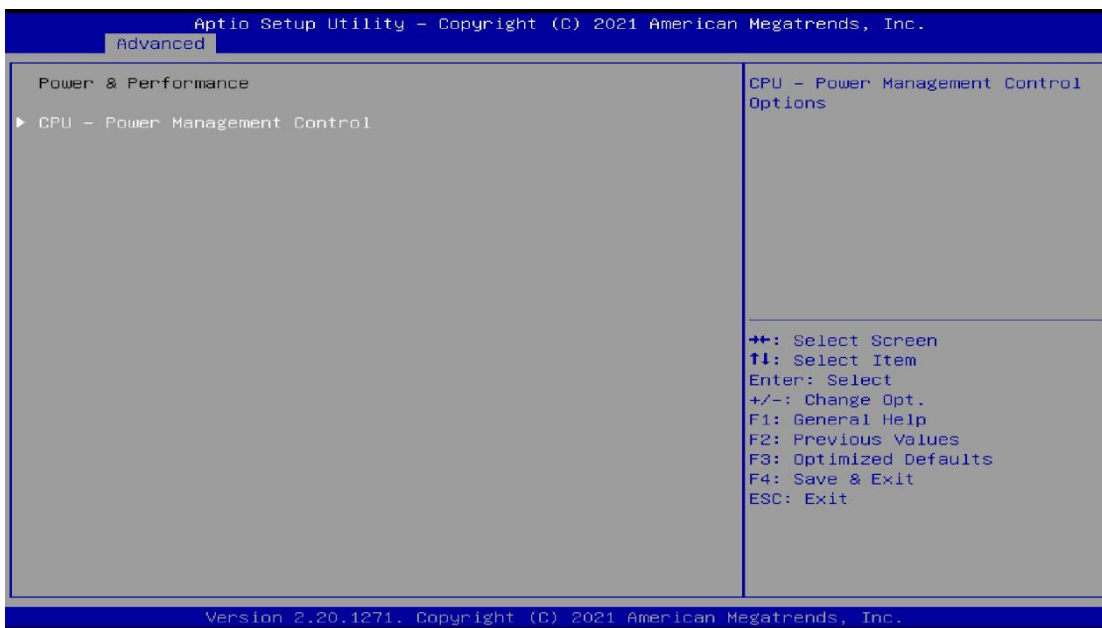 Aptio Setup Utility – Copyright (C) 2021 American Megatrends, Inc.
Advanced
Power & Performance
▶ CPU – Power Management Control
CPU – Power Management Control
Options
→←: Select Screen
↑↓: Select Item
Enter: Select
+/-: Change Opt.
F1: General Help
F2: Previous Values
F3: Optimized Defaults
F4: Save & Exit
ESC: Exit
Version 2.20.1271. Copyright (C) 2021 American Megatrends, Inc.